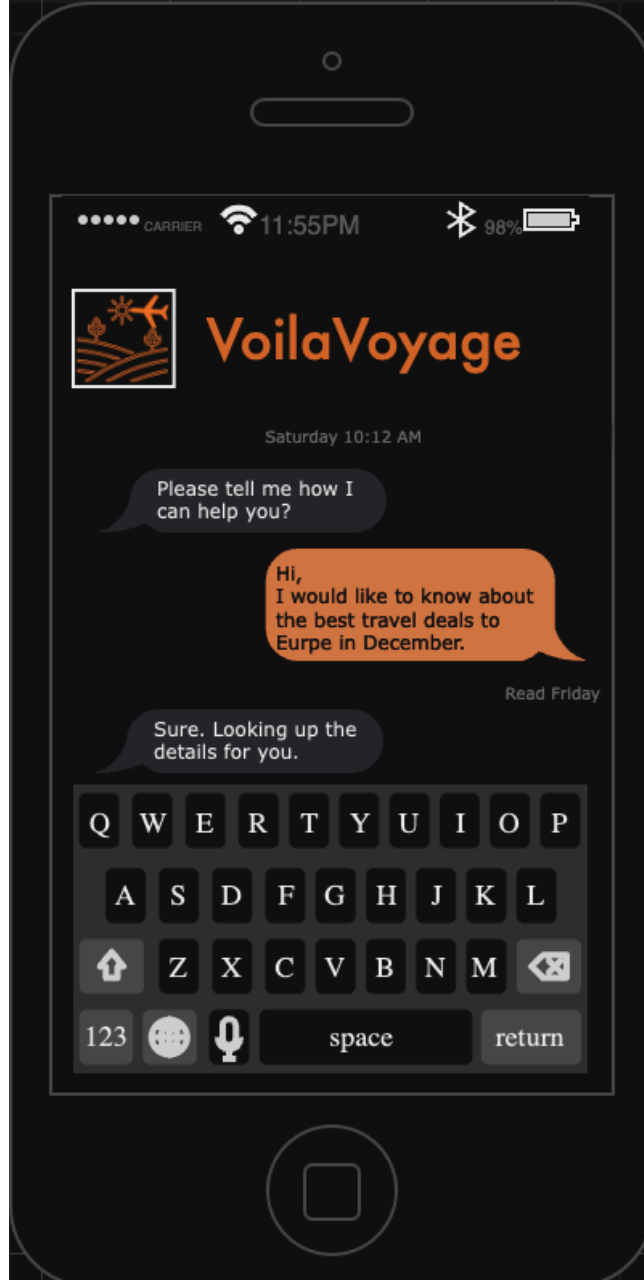 CARRIER 11:55PM 98%
VoilaVoyage
Saturday 10:12 AM
Please tell me how I
can help you?
Hi,
I would like to know about
the best travel deals to
Eurpe in December.
Read Friday
Sure. Looking up the
details for you.
Q W E R T Y U I O P
A S D F G H J K L
Z X C V B N M
123 space return